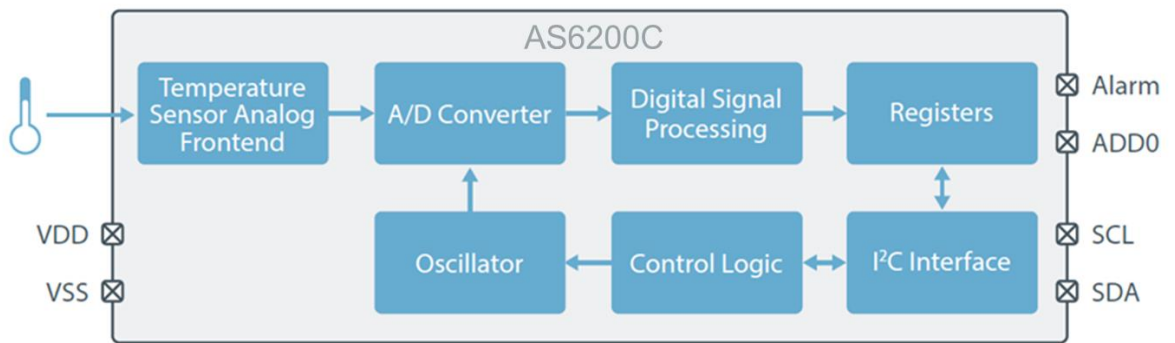 AS6200C
Temperature
Sensor Analog
Frontend
A/D Converter
Digital Signal
Processing
Registers
Alarm
ADD0
VDD
VSS
Oscillator
Control Logic
I²C Interface
SCL
SDA